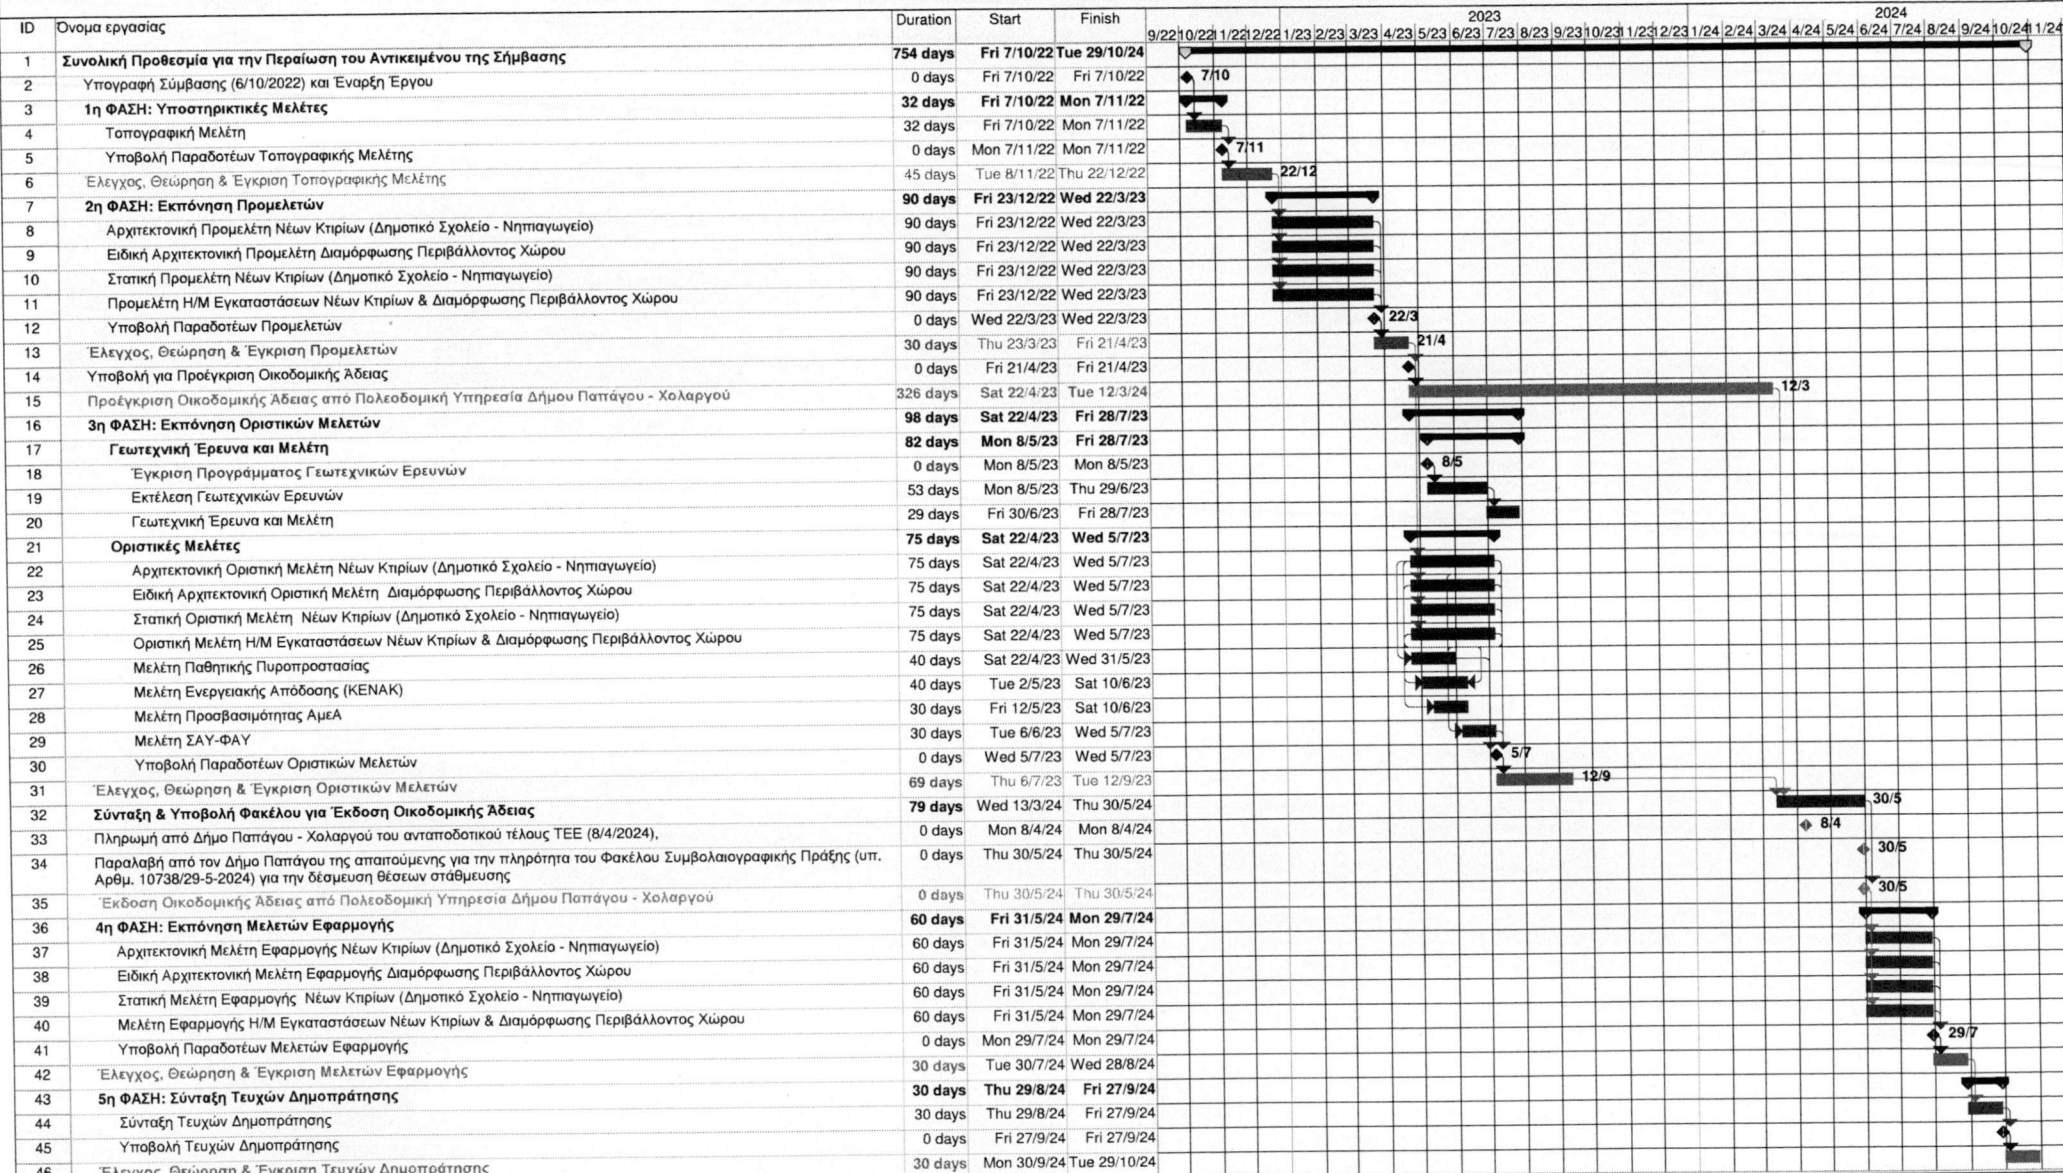 ID Όνομα εργασίας Duration Start Finish 2023 2024
9/22 10/22 11/22 12/22 1/23 2/23 3/23 4/23 5/23 6/23 7/23 8/23 9/23 10/23 11/23 12/23 1/24 2/24 3/24 4/24 5/24 6/24 7/24 8/24 9/24 10/24 11/24
1 Συνολική Προθεσμία για την Περαίωση του Αντικειμένου της Σήμβασης 754 days Fri 7/10/22 Tue 29/10/24
2 Υπογραφή Σύμβασης (6/10/2022) και Έναρξη Έργου 0 days Fri 7/10/22 Fri 7/10/22 7/10
3 1η ΦΑΣΗ: Υποστηρικτικές Μελέτες 32 days Fri 7/10/22 Mon 7/11/22
4 Τοπογραφική Μελέτη 32 days Fri 7/10/22 Mon 7/11/22
5 Υποβολή Παραδοτέων Τοπογραφικής Μελέτης 0 days Mon 7/11/22 Mon 7/11/22 7/11
6 Έλεγχος, Θεώρηση & Έγκριση Τοπογραφικής Μελέτης 45 days Tue 8/11/22 Thu 22/12/22 22/12
7 2η ΦΑΣΗ: Εκπόνηση Προμελετών 90 days Fri 23/12/22 Wed 22/3/23
8 Αρχιτεκτονική Προμελέτη Νέων Κτιρίων (Δημοτικό Σχολείο - Νηπιαγωγείο) 90 days Fri 23/12/22 Wed 22/3/23
9 Ειδική Αρχιτεκτονική Προμελέτη Διαμόρφωσης Περιβάλλοντος Χώρου 90 days Fri 23/12/22 Wed 22/3/23
10 Στατική Προμελέτη Νέων Κτιρίων (Δημοτικό Σχολείο - Νηπιαγωγείο) 90 days Fri 23/12/22 Wed 22/3/23
11 Προμελέτη Η/Μ Εγκαταστάσεων Νέων Κτιρίων & Διαμόρφωσης Περιβάλλοντος Χώρου 90 days Fri 23/12/22 Wed 22/3/23
12 Υποβολή Παραδοτέων Προμελετών 0 days Wed 22/3/23 Wed 22/3/23 22/3
13 Έλεγχος, Θεώρηση & Έγκριση Προμελετών 30 days Thu 23/3/23 Fri 21/4/23 21/4
14 Υποβολή για Προέγκριση Οικοδομικής Άδειας 0 days Fri 21/4/23 Fri 21/4/23
15 Προέγκριση Οικοδομικής Άδειας από Πολεοδομική Υπηρεσία Δήμου Παπάγου - Χολαργού 326 days Sat 22/4/23 Tue 12/3/24 12/3
16 3η ΦΑΣΗ: Εκπόνηση Οριστικών Μελετών 98 days Sat 22/4/23 Fri 28/7/23
17 Γεωτεχνική Έρευνα και Μελέτη 82 days Mon 8/5/23 Fri 28/7/23
18 Έγκριση Προγράμματος Γεωτεχνικών Ερευνών 0 days Mon 8/5/23 Mon 8/5/23 8/5
19 Εκτέλεση Γεωτεχνικών Ερευνών 53 days Mon 8/5/23 Thu 29/6/23
20 Γεωτεχνική Έρευνα και Μελέτη 29 days Fri 30/6/23 Fri 28/7/23
21 Οριστικές Μελέτες 75 days Sat 22/4/23 Wed 5/7/23
22 Αρχιτεκτονική Οριστική Μελέτη Νέων Κτιρίων (Δημοτικό Σχολείο - Νηπιαγωγείο) 75 days Sat 22/4/23 Wed 5/7/23
23 Ειδική Αρχιτεκτονική Οριστική Μελέτη Διαμόρφωσης Περιβάλλοντος Χώρου 75 days Sat 22/4/23 Wed 5/7/23
24 Στατική Οριστική Μελέτη Νέων Κτιρίων (Δημοτικό Σχολείο - Νηπιαγωγείο) 75 days Sat 22/4/23 Wed 5/7/23
25 Οριστική Μελέτη Η/Μ Εγκαταστάσεων Νέων Κτιρίων & Διαμόρφωσης Περιβάλλοντος Χώρου 75 days Sat 22/4/23 Wed 5/7/23
26 Μελέτη Παθητικής Πυροπροστασίας 40 days Sat 22/4/23 Wed 31/5/23
27 Μελέτη Ενεργειακής Απόδοσης (ΚΕΝΑΚ) 40 days Tue 2/5/23 Sat 10/6/23
28 Μελέτη Προσβασιμότητας ΑμεΑ 30 days Fri 12/5/23 Sat 10/6/23
29 Μελέτη ΣΑΥ-ΦΑΥ 30 days Tue 6/6/23 Wed 5/7/23
30 Υποβολή Παραδοτέων Οριστικών Μελετών 0 days Wed 5/7/23 Wed 5/7/23 5/7
31 Έλεγχος, Θεώρηση & Έγκριση Οριστικών Μελετών 69 days Thu 6/7/23 Tue 12/9/23 12/9
32 Σύνταξη & Υποβολή Φακέλου για Έκδοση Οικοδομικής Άδειας 79 days Wed 13/3/24 Thu 30/5/24 30/5
33 Πληρωμή από Δήμο Παπάγου - Χολαργού του ανταποδοτικού τέλους ΤΕΕ (8/4/2024), 0 days Mon 8/4/24 Mon 8/4/24 8/4
34 Παραλαβή από τον Δήμο Παπάγου της απαιτούμενης για την πληρότητα του Φακέλου Συμβολαιογραφικής Πράξης (υπ. 0 days Thu 30/5/24 Thu 30/5/24 30/5
Αρθμ. 10738/29-5-2024) για την δέσμευση θέσεων στάθμευσης
35 Έκδοση Οικοδομικής Άδειας από Πολεοδομική Υπηρεσία Δήμου Παπάγου - Χολαργού 0 days Thu 30/5/24 Thu 30/5/24 30/5
36 4η ΦΑΣΗ: Εκπόνηση Μελετών Εφαρμογής 60 days Fri 31/5/24 Mon 29/7/24
37 Αρχιτεκτονική Μελέτη Εφαρμογής Νέων Κτιρίων (Δημοτικό Σχολείο - Νηπιαγωγείο) 60 days Fri 31/5/24 Mon 29/7/24
38 Ειδική Αρχιτεκτονική Μελέτη Εφαρμογής Διαμόρφωσης Περιβάλλοντος Χώρου 60 days Fri 31/5/24 Mon 29/7/24
39 Στατική Μελέτη Εφαρμογής Νέων Κτιρίων (Δημοτικό Σχολείο - Νηπιαγωγείο) 60 days Fri 31/5/24 Mon 29/7/24
40 Μελέτη Εφαρμογής Η/Μ Εγκαταστάσεων Νέων Κτιρίων & Διαμόρφωσης Περιβάλλοντος Χώρου 60 days Fri 31/5/24 Mon 29/7/24
41 Υποβολή Παραδοτέων Μελετών Εφαρμογής 0 days Mon 29/7/24 Mon 29/7/24 29/7
42 Έλεγχος, Θεώρηση & Έγκριση Μελετών Εφαρμογής 30 days Tue 30/7/24 Wed 28/8/24
43 5η ΦΑΣΗ: Σύνταξη Τευχών Δημοπράτησης 30 days Thu 29/8/24 Fri 27/9/24
44 Σύνταξη Τευχών Δημοπράτησης 30 days Thu 29/8/24 Fri 27/9/24
45 Υποβολή Τευχών Δημοπράτησης 0 days Fri 27/9/24 Fri 27/9/24
46 Έλεγχος, Θεώρηση & Έγκριση Τευχών Δημοπράτησης 30 days Mon 30/9/24 Tue 29/10/24